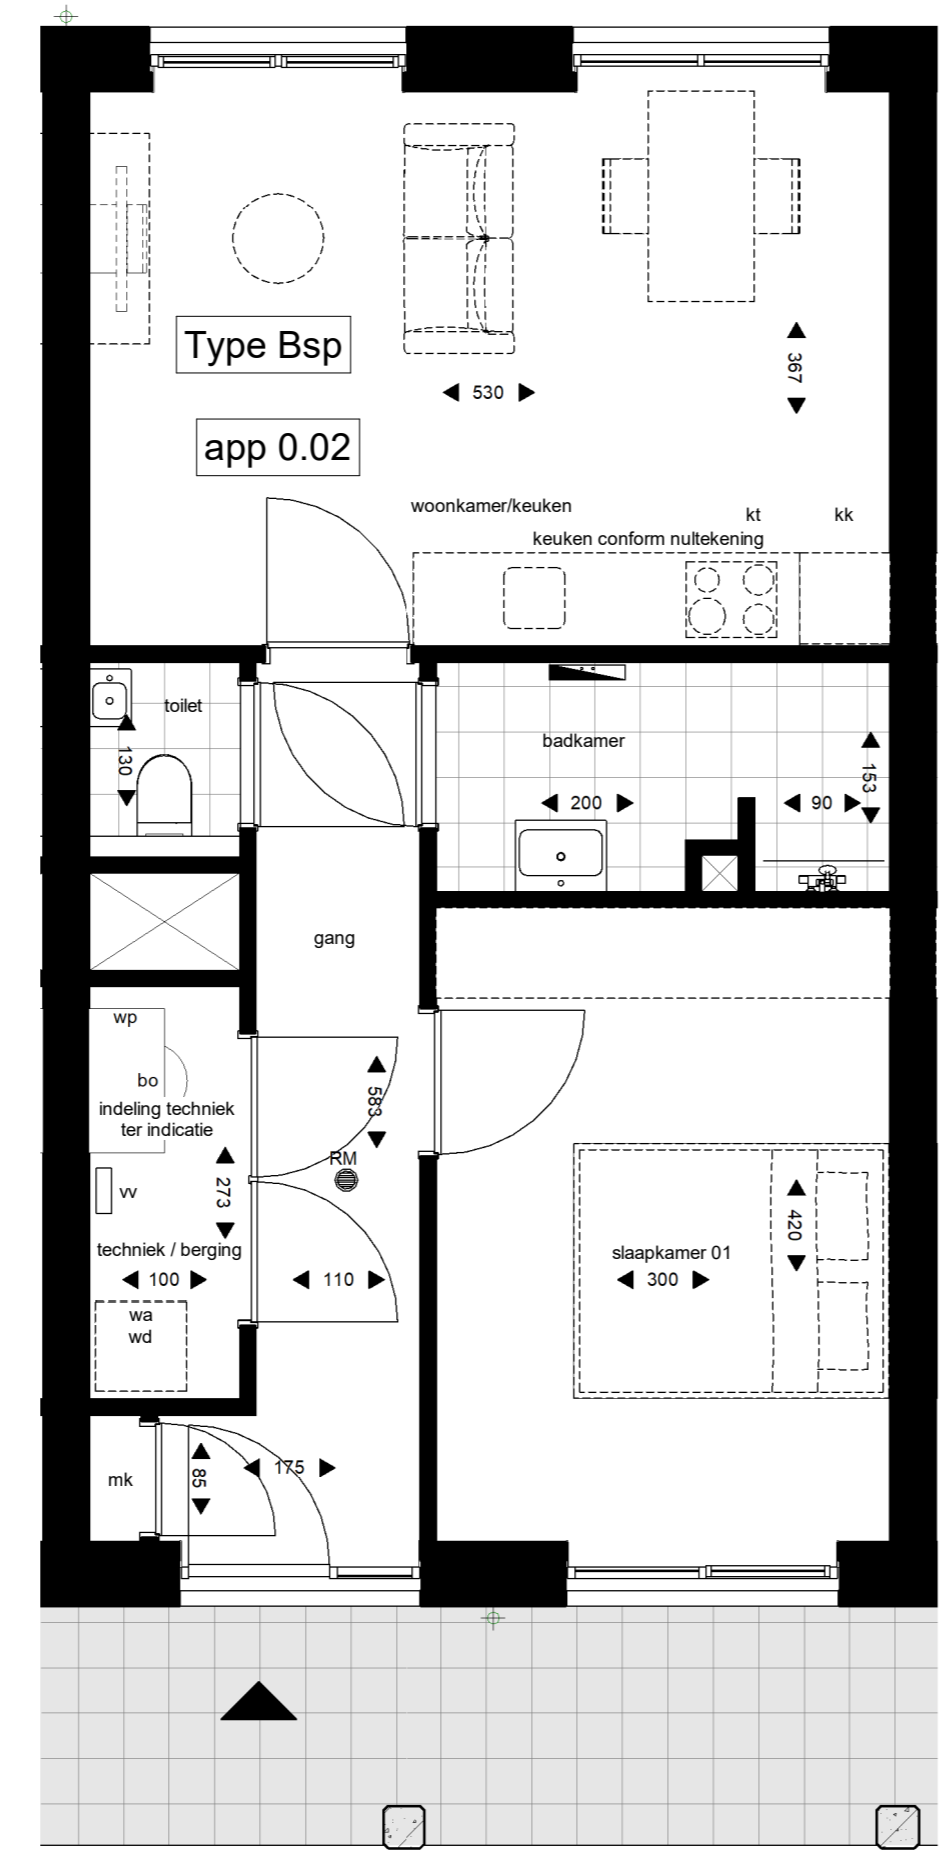 Type Bsp
367
530
app 0.02
woonkamer/keuken
kt
kk
keuken conform nultekening
toilet
130
badkamer
153
200
90
gang
wp
bo
indeling techniek
ter indicatie
583
RM
vv
273
420
techniek / berging
slaapkamer 01
100
110
300
wa
wd
mk
85
175